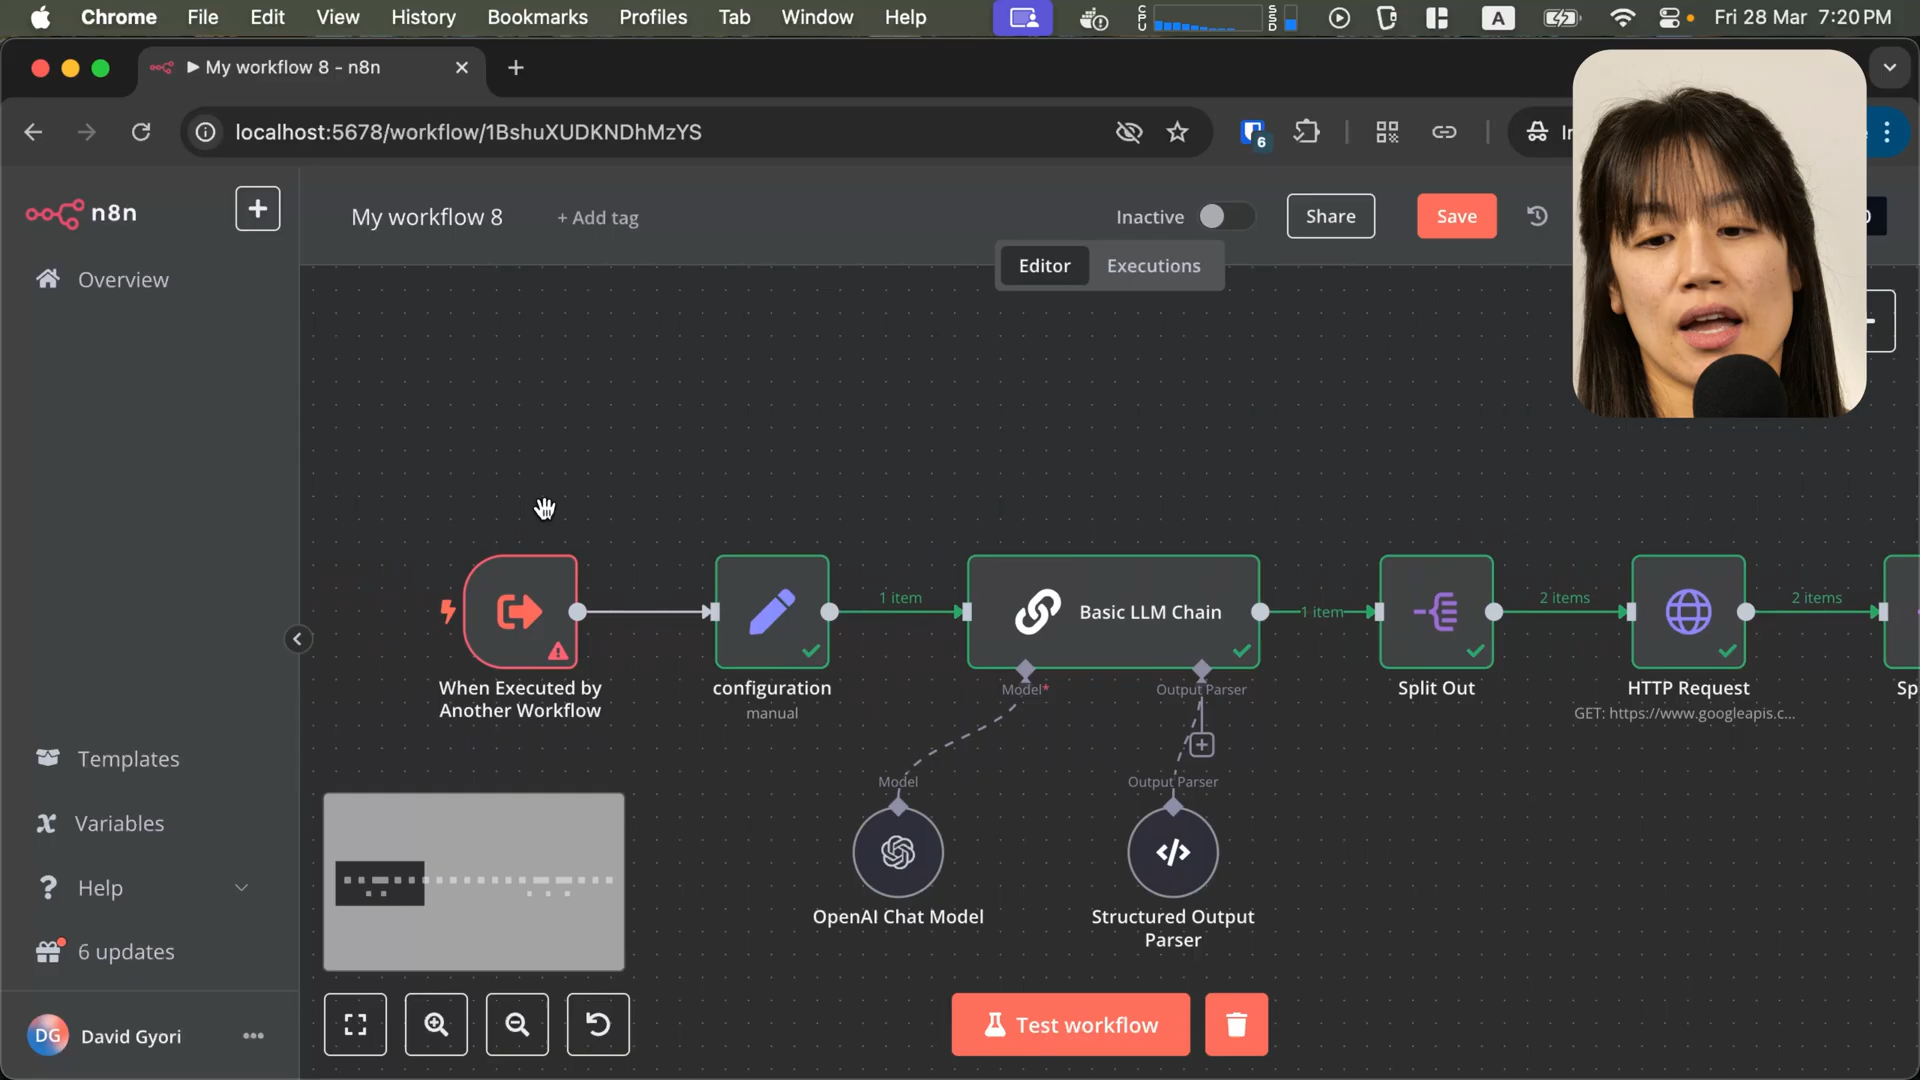 Chrome File Edit View History Bookmarks Profiles Tab Window Help
CPU SSD A Fri 28 Mar 7:20 PM
▶ My workflow 8 - n8n
localhost:5678/workflow/1BshuXUDKNDhMzYS
6
n8n
My workflow 8
+ Add tag
Inactive
Share
Save
Editor
Executions
Overview
1 item
Basic LLM Chain
1 item
2 items
2 items
When Executed by
Another Workflow
configuration
manual
Model*
Output Parser
Split Out
HTTP Request
GET: https://www.googleapis.c...
Sp
Model
Output Parser
OpenAI Chat Model
Structured Output
Parser
Templates
Variables
Help
6 updates
DG David Gyori
Test workflow